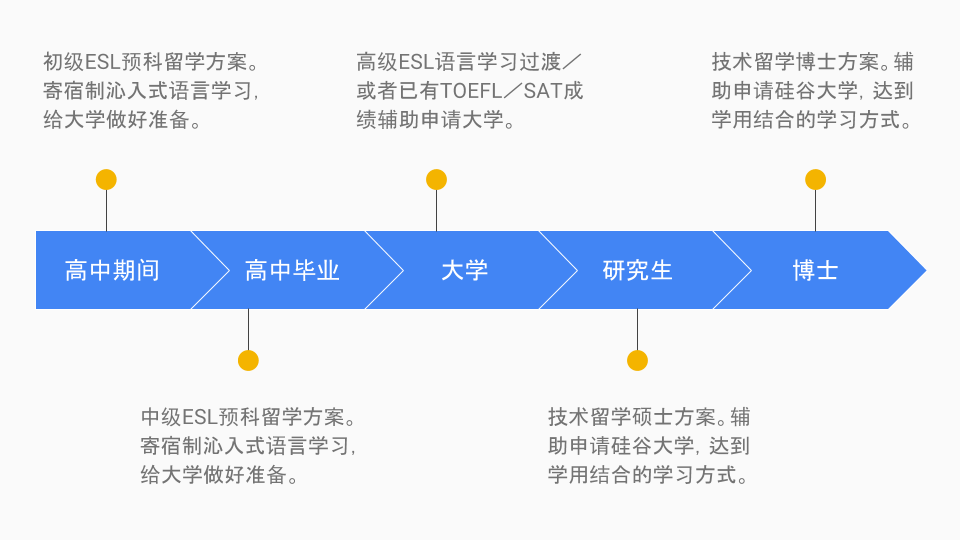 初级ESL预科留学方案。
寄宿制沁入式语言学习,
给大学做好准备。
高级ESL语言学习过渡／
或者已有TOEFL／SAT成
绩辅助申请大学。
技术留学博士方案。辅
助申请硅谷大学, 达到
学用结合的学习方式。
高中期间
高中毕业
大学
研究生
博士
中级ESL预科留学方案。
寄宿制沁入式语言学习,
给大学做好准备。
技术留学硕士方案。辅
助申请硅谷大学, 达到
学用结合的学习方式。